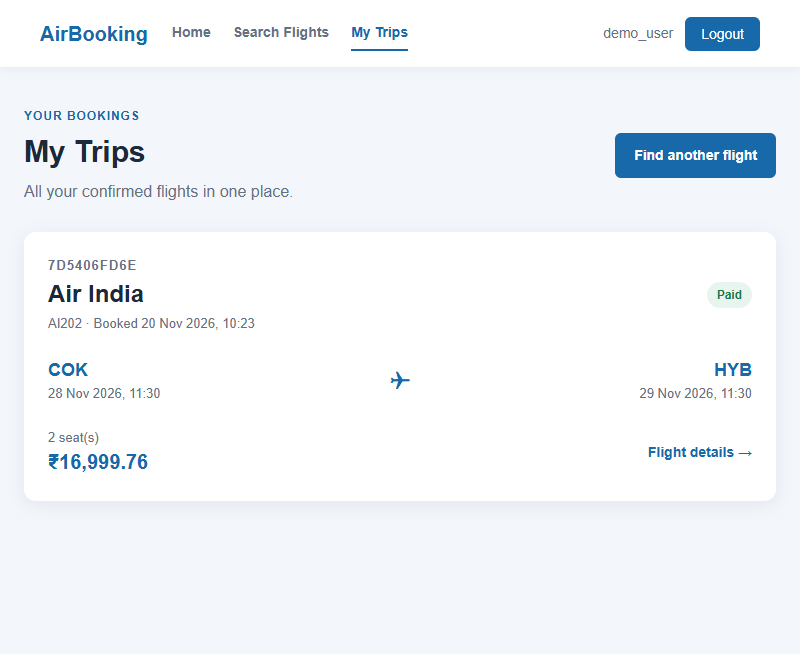 AirBooking
Home
Search Flights
My Trips
demo_user
Logout
YOUR BOOKINGS
My Trips
All your confirmed flights in one place.
Find another flight
7D5406FD6E
Air India
AI202 · Booked 20 Nov 2026, 10:23
Paid
COK
28 Nov 2026, 11:30
HYB
29 Nov 2026, 11:30
2 seat(s)
₹16,999.76
Flight details →